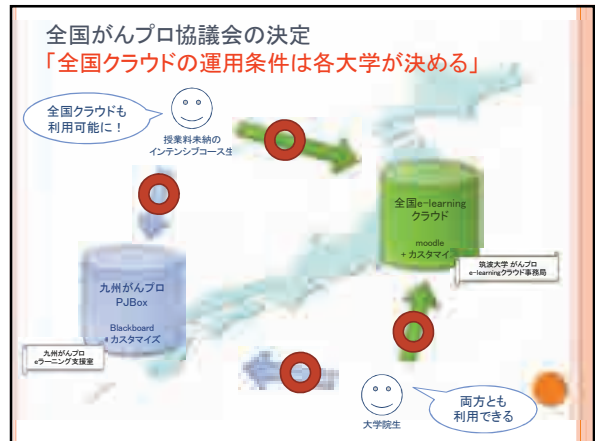 全国がんプロ協議会の決定
「全国クラウドの運用条件は各大学が決める」
全国クラウドも
利用可能に!
授業料未納の
インテンシブコース生
全国e-learning
クラウド
moodle
+ カスタマイズ
筑波大学 がんプロ
e-learningクラウド事務局
九州がんプロ
PJBox
Blackboard
+ カスタマイズ
九州がんプロ
eラーニング支援室
両方とも
利用できる
大学院生